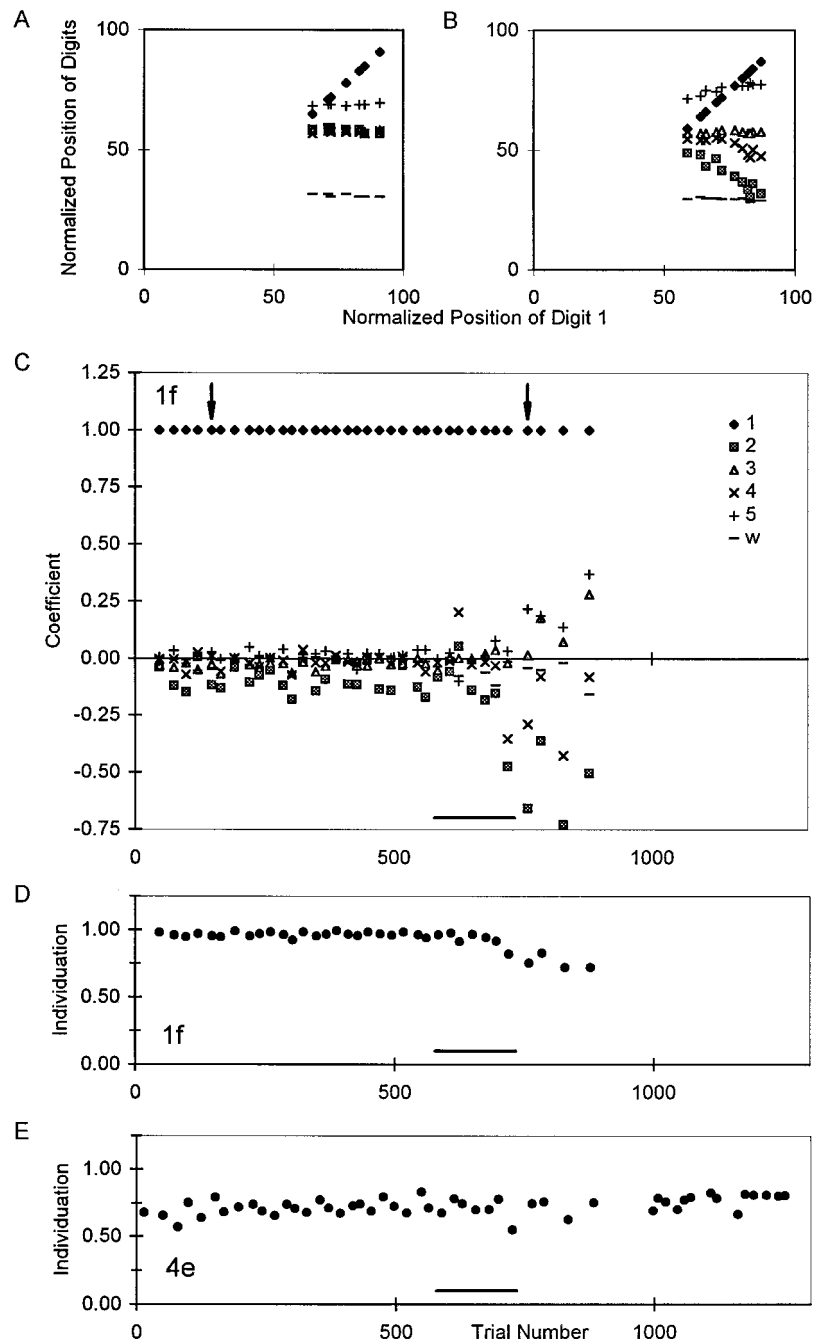 A
B
100
50
0
Normalized Position of Digits
0
50
100
100
50
0
0
50
100
Normalized Position of Digit 1
C
1.25
1.00
0.75
0.50
0.25
0.00
-0.25
-0.50
-0.75
Coefficient
1f
1
2
3
4
5
w
0
500
1000
D
1.00
0.50
0.00
Individuation
1f
0
500
1000
E
1.00
0.50
0.00
Individuation
4e
0
500
Trial Number
1000